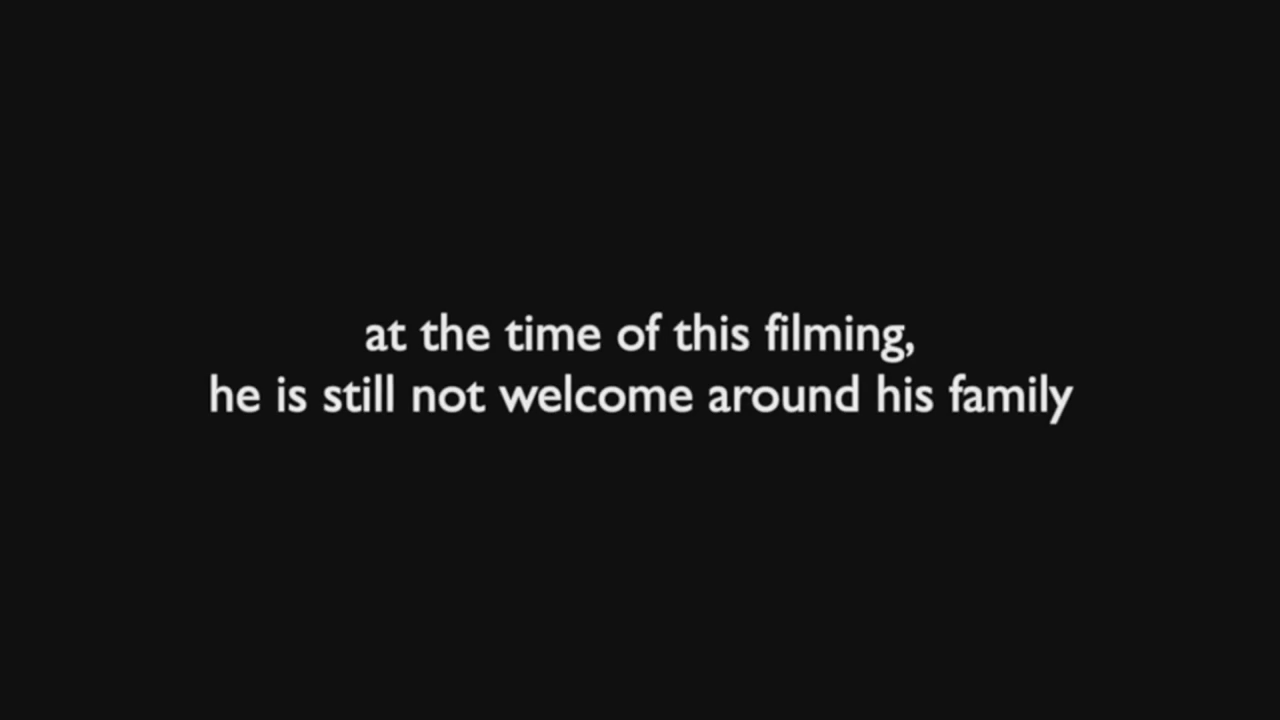 at the time of this filming,
he is still not welcome around his family